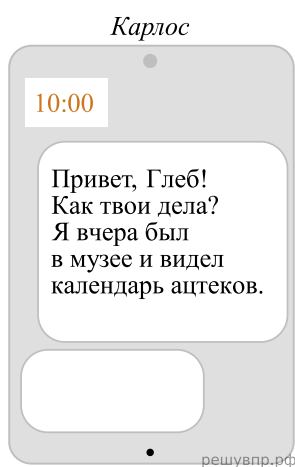 Карлос
10:00
Привет, Глеб!
Как твои дела?
Я вчера был
в музее и видел
календарь ацтеков.
решувпр.рф